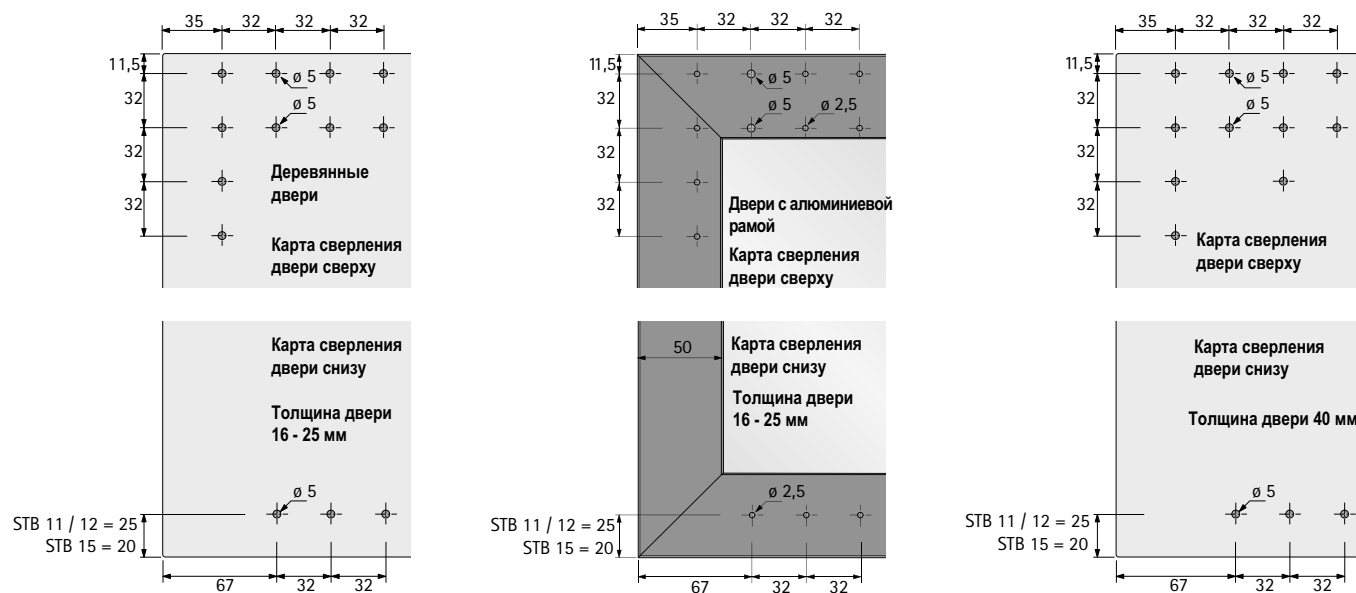 35 32 32 32
11,5
32
32
32
ø 5
ø 5
Деревянные
двери
Карта сверления
двери сверху
35 32 32 32
11,5
32
32
32
ø 5
ø 5 ø 2,5
Двери с алюминиевой
рамой
Карта сверления
двери сверху
35 32 32 32
11,5
32
32
32
ø 5
ø 5
Карта сверления
двери сверху
Карта сверления
двери снизу
Толщина двери
16 - 25 мм
ø 5
STB 11 / 12 = 25
STB 15 = 20
67 32 32
50
Карта сверления
двери снизу
Толщина двери
16 - 25 мм
ø 2,5
STB 11 / 12 = 25
STB 15 = 20
67 32 32
Карта сверления
двери снизу
Толщина двери 40 мм
ø 5
STB 11 / 12 = 25
STB 15 = 20
67 32 32